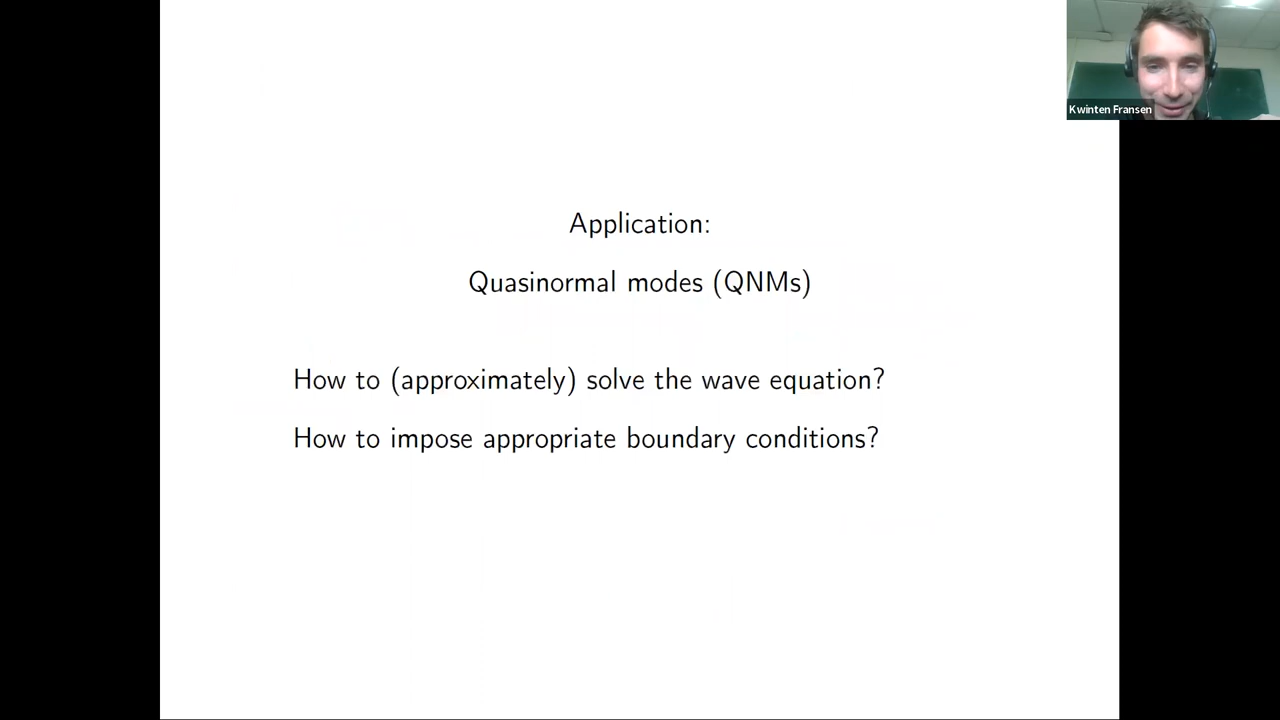 Kwinten Fransen
Application:
Quasinormal modes (QNMs)
How to (approximately) solve the wave equation?
How to impose appropriate boundary conditions?